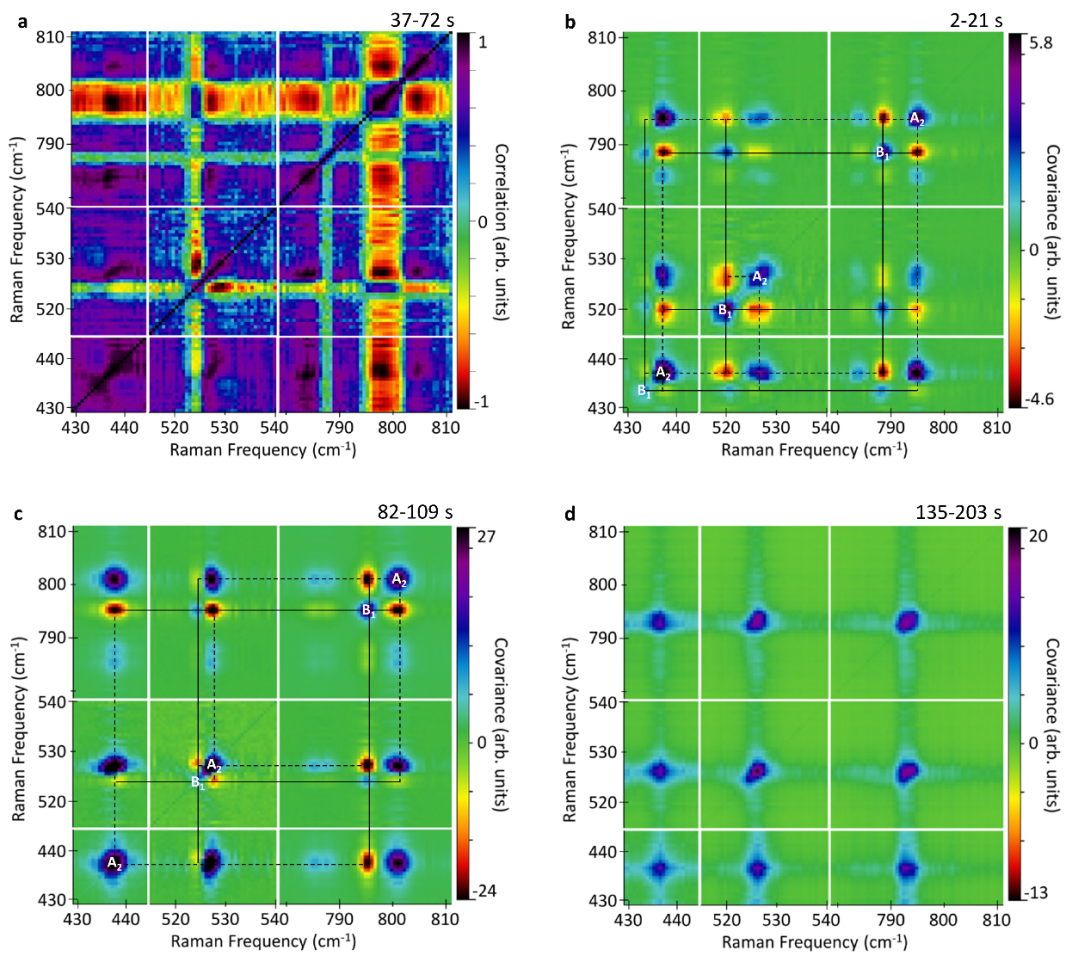 a
37-72 s
810
800
790
540
530
520
440
430
Raman Frequency (cm-1)
430 440 520 530 540 790 800 810
Raman Frequency (cm-1)
1
0
-1
Correlation (arb. units)
b
2-21 s
810
800
790
540
530
520
440
430
Raman Frequency (cm-1)
A2
B1
A2
B1
A2
B1
430 440 520 530 540 790 800 810
Raman Frequency (cm-1)
5.8
0
-4.6
Covariance (arb. units)
c
82-109 s
810
800
790
540
530
520
440
430
Raman Frequency (cm-1)
A2
B1
A2
B1
A2
430 440 520 530 790 800 810
Raman Frequency (cm-1)
27
0
-24
Covariance (arb. units)
d
135-203 s
810
800
790
540
530
520
440
430
Raman Frequency (cm-1)
430 440 520 530 540 790 800 810
Raman Frequency (cm-1)
20
0
-13
Covariance (arb. units)